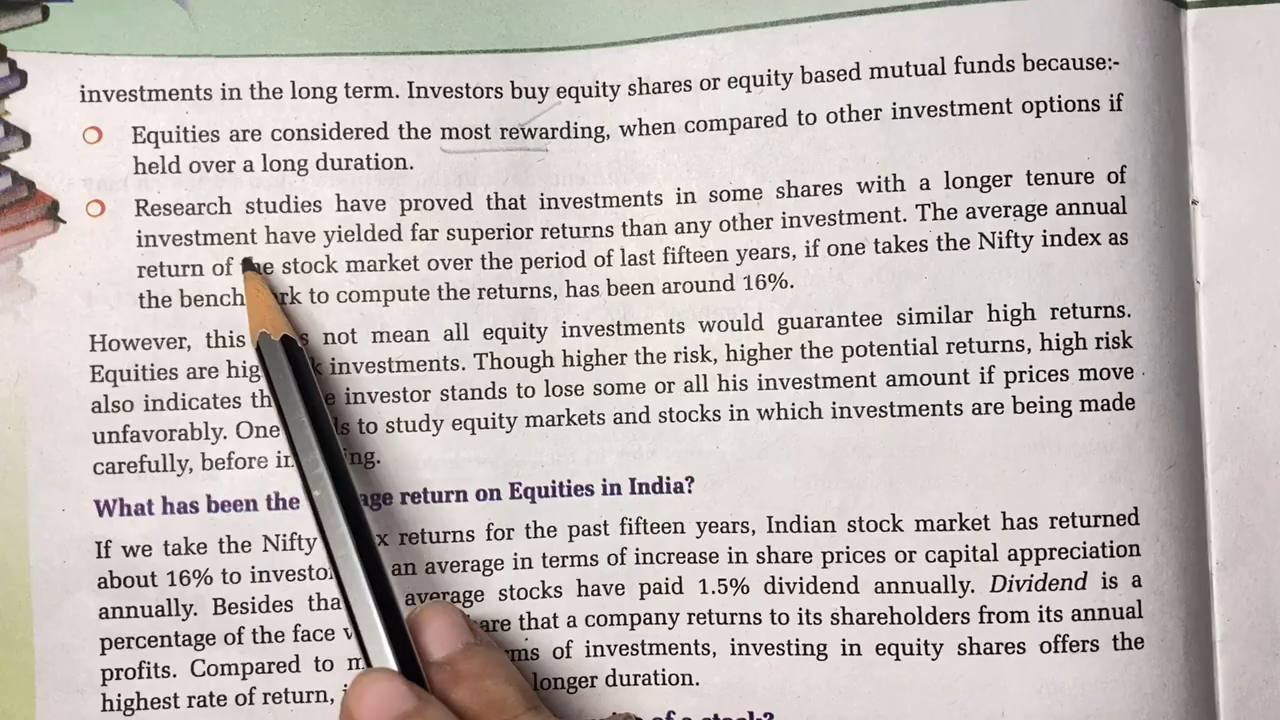 investments in the long term. Investors buy equity shares or equity based mutual funds because:-
Equities are considered the most rewarding, when compared to other investment options if
held over a long duration.
Research studies have proved that investments in some shares with a longer tenure of
investment have yielded far superior returns than any other investment. The average annual
return of stock market over the period of last fifteen years, if one takes the Nifty index as
the to compute the returns, has been around 16%.
However, this not mean all equity investments would guarantee similar high returns.
Equities are investments. Though higher the risk, higher the potential returns, high risk
also indicates investor stands to lose some or all his investment amount if prices move
unfavorably. One to study equity markets and stocks in which investments are being made
carefully, before
What has been the return on Equities in India?
If we take the Nifty returns for the past fifteen years, Indian stock market has returned
about 16% to an average in terms of increase in share prices or capital appreciation
annually. Besides average stocks have paid 1.5% dividend annually. Dividend is a
percentage of the face that a company returns to its shareholders from its annual
profits. Compared to of investments, investing in equity shares offers the
highest rate of return, longer duration.
of a